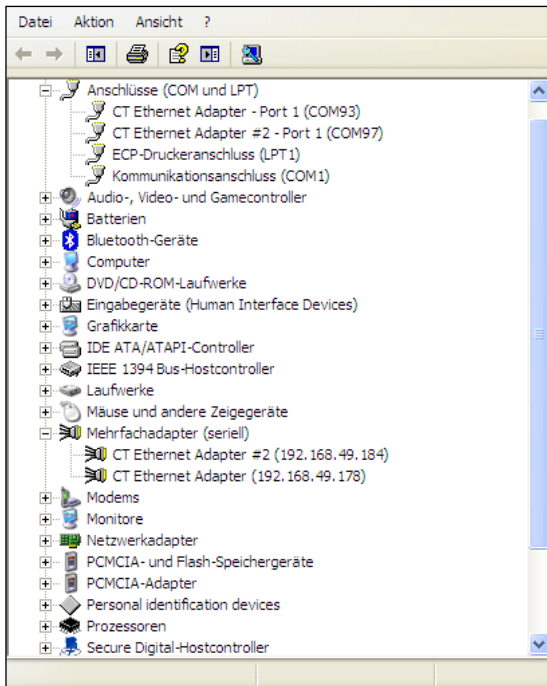 Datei Aktion Ansicht ?
Anschlüsse (COM und LPT)
CT Ethernet Adapter - Port 1 (COM93)
CT Ethernet Adapter #2 - Port 1 (COM97)
ECP-Druckeranschluss (LPT1)
Kommunikationsanschluss (COM1)
Audio-, Video- und Gamecontroller
Batterien
Bluetooth-Geräte
Computer
DVD/CD-ROM-Laufwerke
Eingabegeräte (Human Interface Devices)
Grafikkarte
IDE ATA/ATAPI-Controller
IEEE 1394 Bus-Hostcontroller
Laufwerke
Mäuse und andere Zeigegeräte
Mehrfachadapter (seriell)
CT Ethernet Adapter #2 (192.168.49.184)
CT Ethernet Adapter (192.168.49.178)
Modems
Monitore
Netzwerkadapter
PCMCIA- und Flash-Speichergeräte
PCMCIA-Adapter
Personal identification devices
Prozessoren
Secure Digital-Hostcontroller